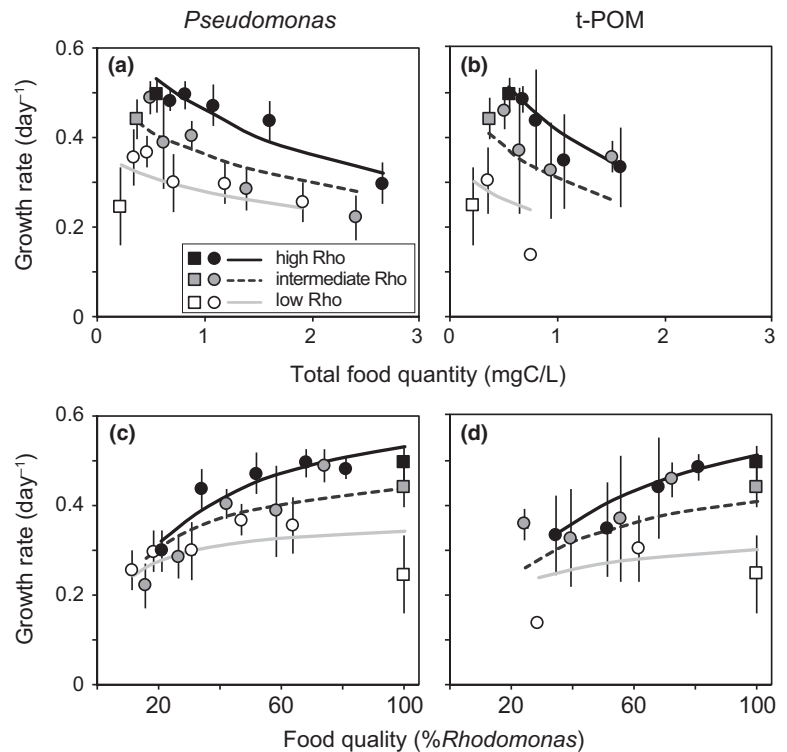 Pseudomonas
t-POM
(a)
(b)
0.6
0.4
0.2
0
Growth rate (day⁻¹)
high Rho
intermediate Rho
low Rho
0 1 2 3
0 1 2 3
Total food quantity (mgC/L)
(c)
(d)
0.6
0.4
0.2
0
Growth rate (day⁻¹)
20 60 100
20 60 100
Food quality (%Rhodomonas)